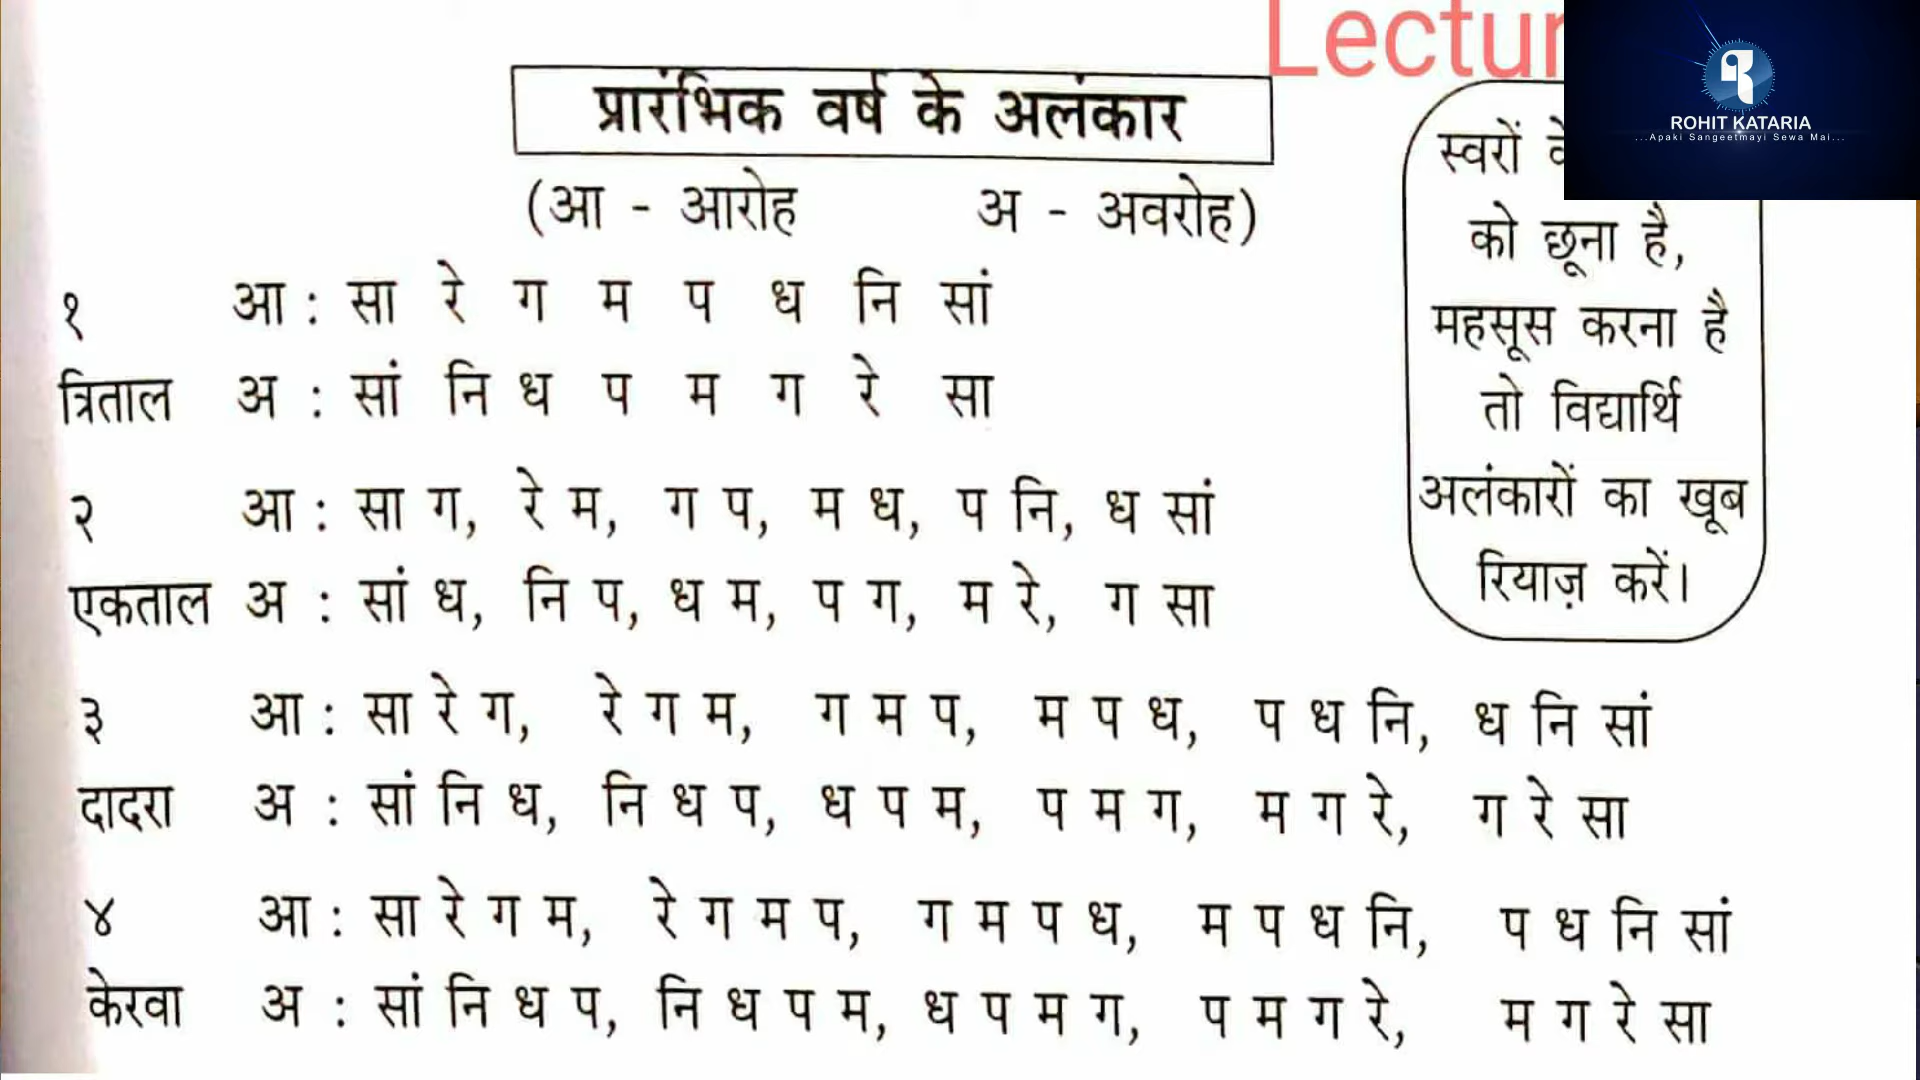 प्रारंभिक वर्ष के अलंकार
(आ - आरोह अ - अवरोह)
१ आ : सा रे ग म प ध नि सां
त्रिताल अ : सां नि ध प म ग रे सा
२ आ : सा ग, रे म, ग प, म ध, प नि, ध सां
एकताल अ : सां ध, नि प, ध म, प ग, म रे, ग सा
३ आ : सा रे ग, रे ग म, ग म प, म प ध, प ध नि, ध नि सां
दादरा अ : सां नि ध, नि ध प, ध प म, प म ग, म ग रे, ग रे सा
४ आ : सा रे ग म, रे ग म प, ग म प ध, म प ध नि, प ध नि सां
केरवा अ : सां नि ध प, नि ध प म, ध प म ग, प म ग रे, म ग रे सा
स्वरों
को छूना है,
महसूस करना है
तो विद्यार्थि
अलंकारों का खूब
रियाज़ करें।
ROHIT KATARIA
...Apaki Sangeetmayi Sewa Mai...